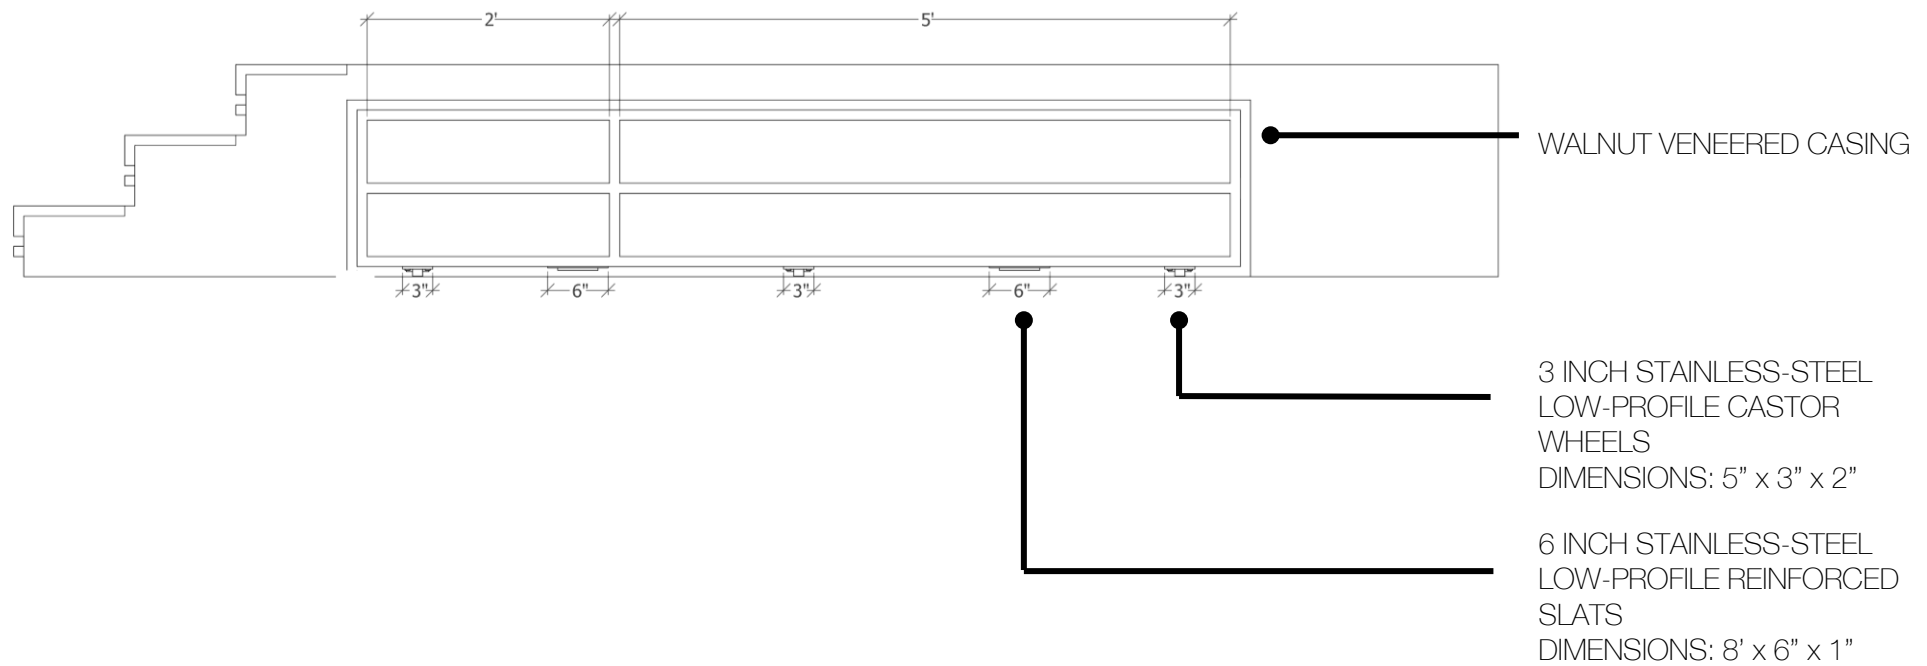 2'
5'
WALNUT VENEERED CASING
3"
6"
3"
6"
3"
3 INCH STAINLESS-STEEL
LOW-PROFILE CASTOR
WHEELS
DIMENSIONS: 5” x 3” x 2”
6 INCH STAINLESS-STEEL
LOW-PROFILE REINFORCED
SLATS
DIMENSIONS: 8’ x 6” x 1”